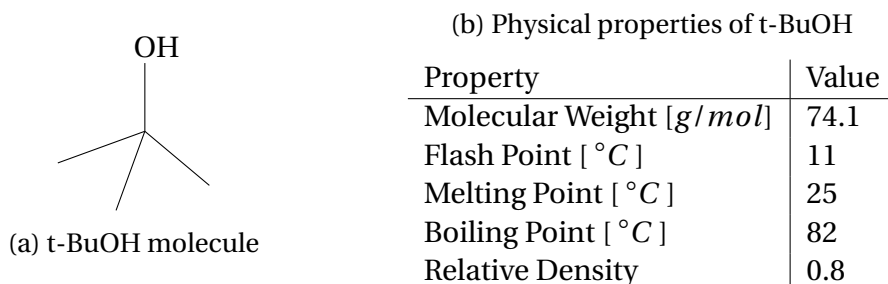 OH
(a) t-BuOH molecule
(b) Physical properties of t-BuOH
Property Value
Molecular Weight [g/mol] 74.1
Flash Point [°C] 11
Melting Point [°C] 25
Boiling Point [°C] 82
Relative Density 0.8